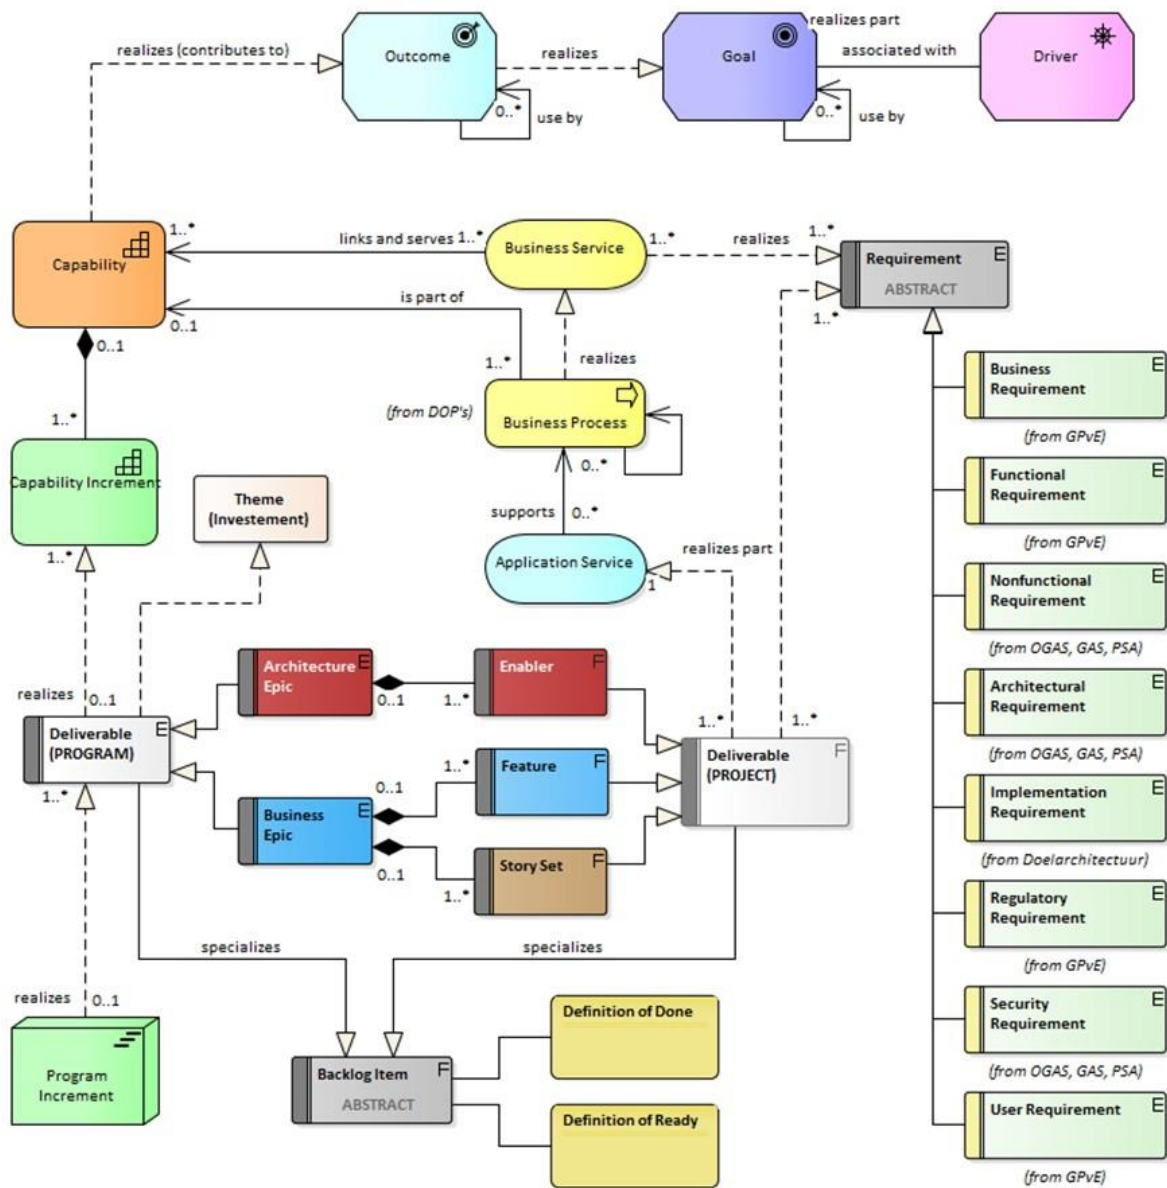 realizes part
realizes (contributes to)
Outcome
realizes
Goal
associated with
Driver
0..*
use by
0..*
use by
1..*
links and serves
1..*
Business Service
1..*
realizes
1..*
Requirement
E
ABSTRACT
Capability
is part of
0..1
1..*
0..1
realizes
1..*
(from DOP's)
Business Process
0..*
1..*
Capability Increment
Theme
(Investement)
supports
0..*
Application Service
realizes part
1
1..*
Business
Requirement
E
(from GPvE)
Functional
Requirement
E
(from GPvE)
Nonfunctional
Requirement
E
(from OGAS, GAS, PSA)
Architectural
Requirement
E
(from OGAS, GAS, PSA)
Implementation
Requirement
E
(from Doelarchitectuur)
Regulatory
Requirement
E
(from GPvE)
Security
Requirement
E
(from OGAS, GAS, PSA)
User Requirement
E
(from GPvE)
Architecture
Epic
E
0..1
1..*
Enabler
F
realizes
0..1
Deliverable
(PROGRAM)
E
1..*
1..*
1..*
Deliverable
(PROJECT)
F
0..1
1..*
Feature
F
Business
Epic
E
0..1
1..*
Story Set
F
specializes
specializes
realizes
0..1
Program
Increment
Definition of Done
Backlog Item
F
ABSTRACT
Definition of Ready